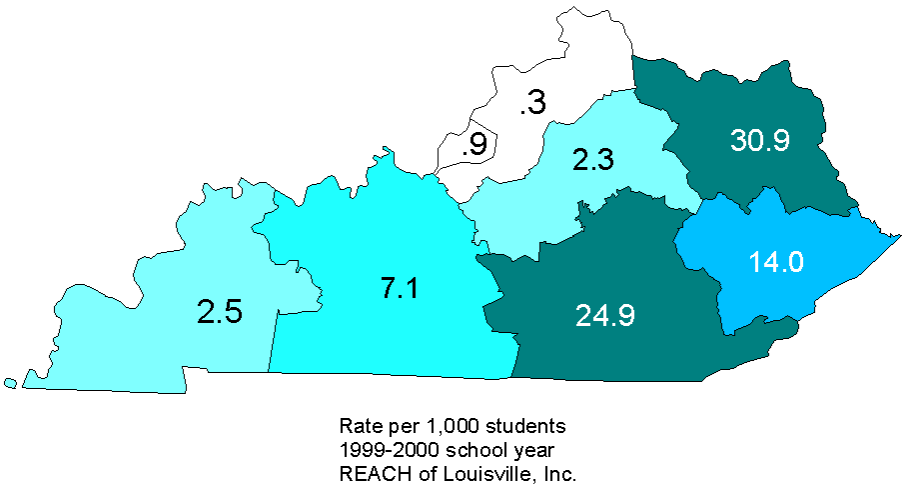 .3
.9
2.3
30.9
14.0
7.1
2.5
24.9
Rate per 1,000 students
1999-2000 school year
REACH of Louisville, Inc.